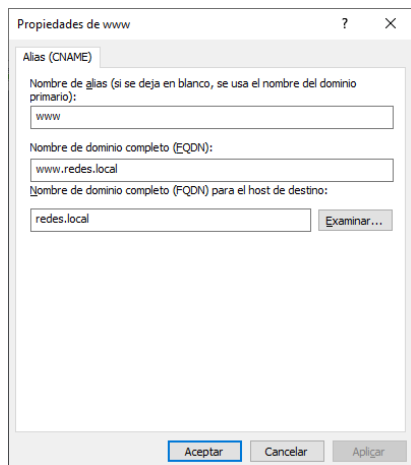 Propiedades de www
?
Alias (CNAME)
Nombre de alias (si se deja en blanco, se usa el nombre del dominio
primario):
www
Nombre de dominio completo (FQDN):
www.redes.local
Nombre de dominio completo (FQDN) para el host de destino:
redes.local
Examinar...
Aceptar
Cancelar
Aplicar